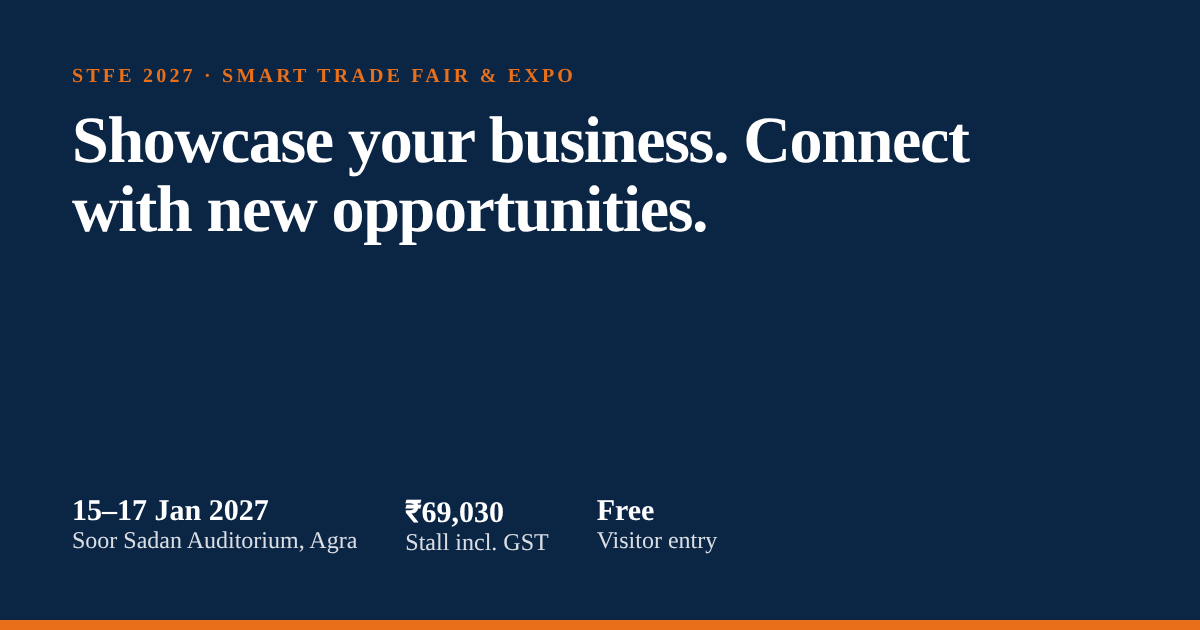 STFE 2027 · SMART TRADE FAIR & EXPO
Showcase your business. Connect
with new opportunities.
15–17 Jan 2027
Soor Sadan Auditorium, Agra
₹69,030
Stall incl. GST
Free
Visitor entry